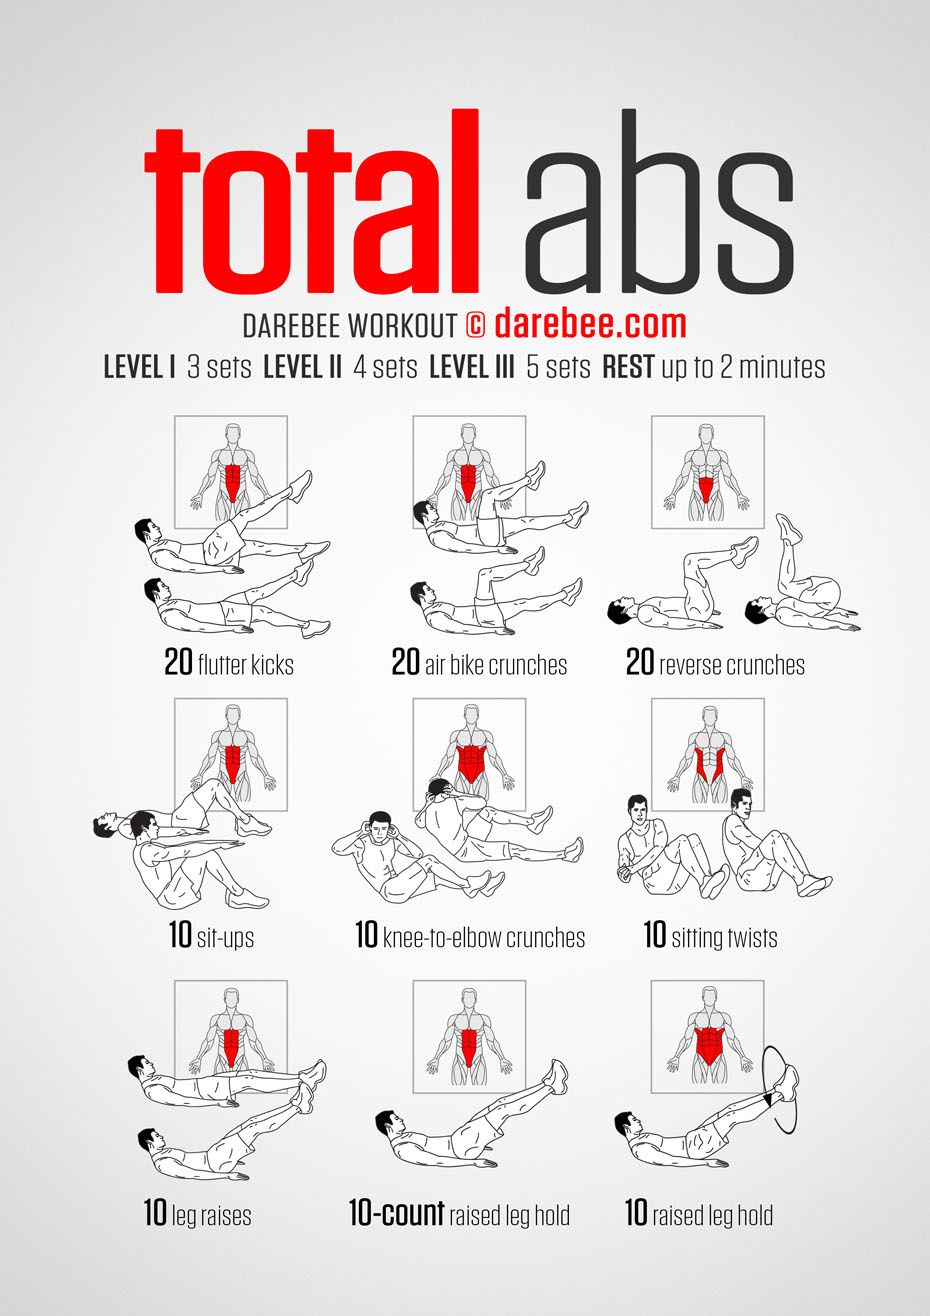 total abs
DAREBEE WORKOUT © darebee.com
LEVEL I 3 sets LEVEL II 4 sets LEVEL III 5 sets REST up to 2 minutes
20 flutter kicks
20 air bike crunches
20 reverse crunches
10 sit-ups
10 knee-to-elbow crunches
10 sitting twists
10 leg raises
10-count raised leg hold
10 raised leg hold